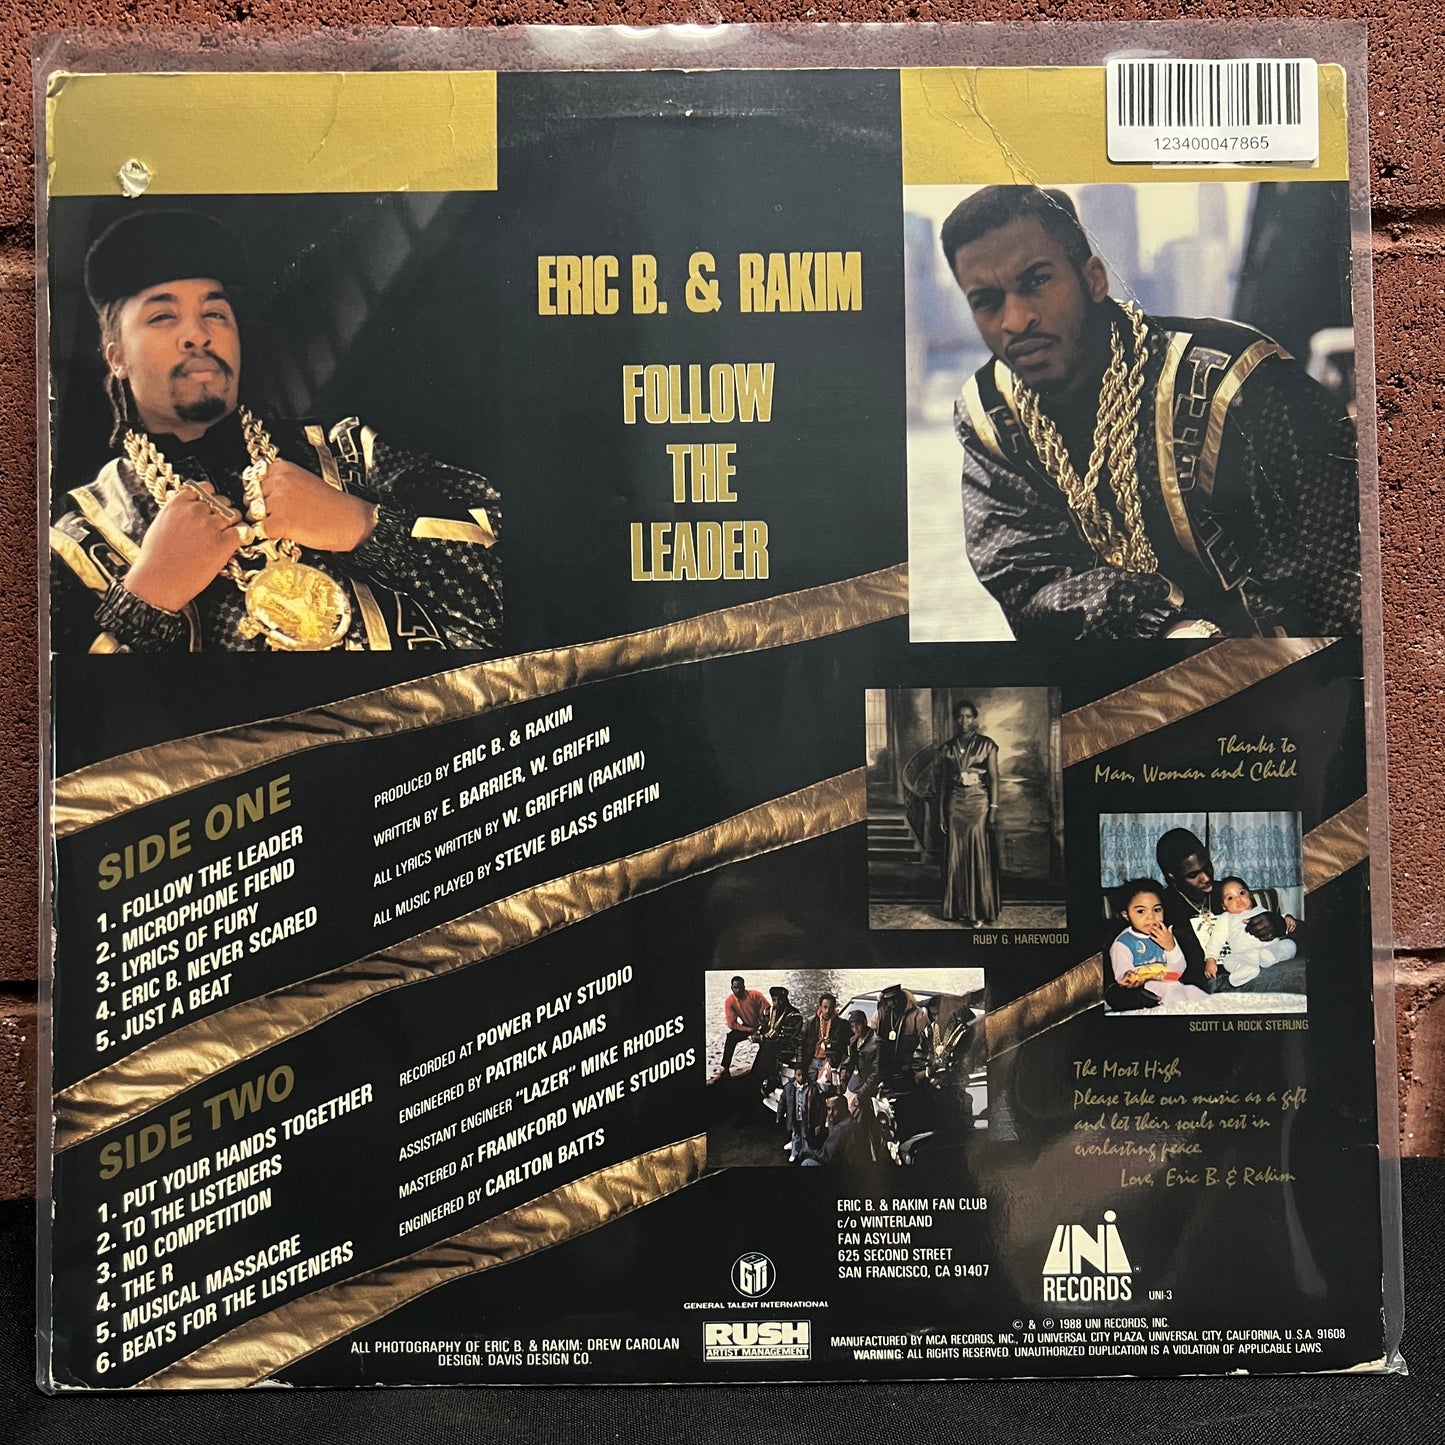 123400047865
ERIC B. & RAKIM
FOLLOW
THE
LEADER
SIDE ONE
1. FOLLOW THE LEADER
2. MICROPHONE FIEND
3. LYRICS OF FURY
4. ERIC B. NEVER SCARED
5. JUST A BEAT
PRODUCED BY ERIC B. & RAKIM
WRITTEN BY E. BARRIER, W. GRIFFIN
ALL LYRICS WRITTEN BY W. GRIFFIN (RAKIM)
ALL MUSIC PLAYED BY STEVIE BLASS GRIFFIN
Thanks to
Man, Woman and Child
RUBY G. HAREWOOD
SCOTT LA ROCK STERLING
SIDE TWO
1. PUT YOUR HANDS TOGETHER
2. TO THE LISTENERS
3. NO COMPETITION
4. THE R
5. MUSICAL MASSACRE
6. BEATS FOR THE LISTENERS
RECORDED AT POWER PLAY STUDIO
ENGINEERED BY PATRICK ADAMS
ASSISTANT ENGINEER "LAZER" MIKE RHODES
MASTERED AT FRANKFORD WAYNE STUDIOS
ENGINEERED BY CARLTON BATTS
The Most High,
Please take our music as a gift
and let their souls rest in
everlasting peace.
Love, Eric B. & Rakim
ERIC B. & RAKIM FAN CLUB
c/o WINTERLAND
FAN ASYLUM
625 SECOND STREET
SAN FRANCISCO, CA 91407
UNI
RECORDS
UNI-3
GTI
GENERAL TALENT INTERNATIONAL
RUSH
ARTIST MANAGEMENT
ALL PHOTOGRAPHY OF ERIC B. & RAKIM: DREW CAROLAN
DESIGN: DAVIS DESIGN CO.
© & ℗ 1988 UNI RECORDS, INC.
MANUFACTURED BY MCA RECORDS, INC., 70 UNIVERSAL CITY PLAZA, UNIVERSAL CITY, CALIFORNIA, U.S.A. 91608
WARNING: ALL RIGHTS RESERVED. UNAUTHORIZED DUPLICATION IS A VIOLATION OF APPLICABLE LAWS.